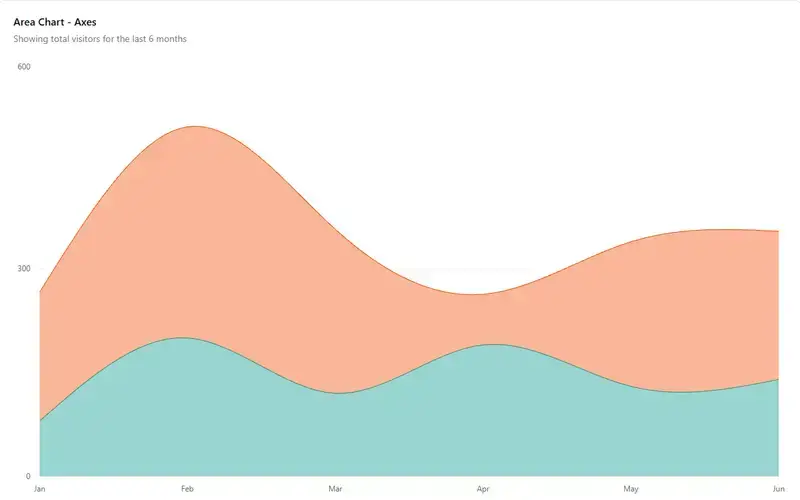 Area Chart - Axes
Showing total visitors for the last 6 months
600
300
0
Jan Feb Mar Apr May Jun